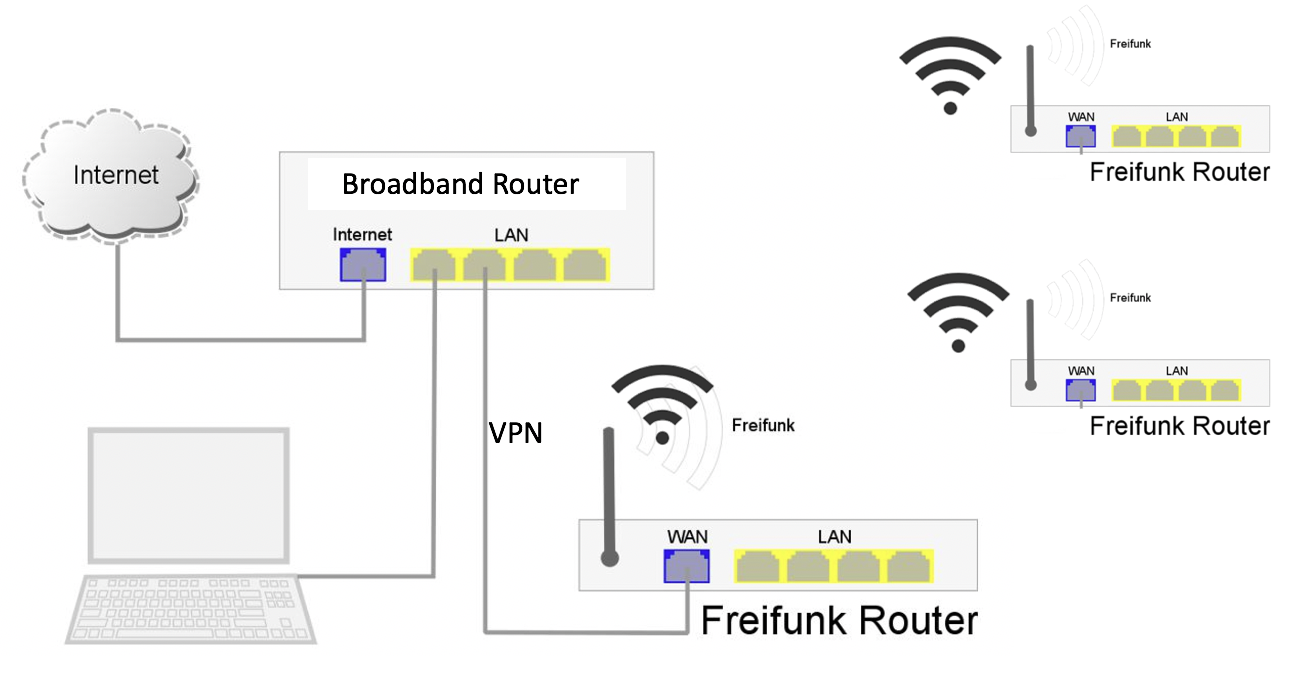 Internet
Broadband Router
Internet
LAN
VPN
Freifunk
WAN
LAN
Freifunk Router
Freifunk
WAN
LAN
Freifunk Router
Freifunk
WAN
LAN
Freifunk Router